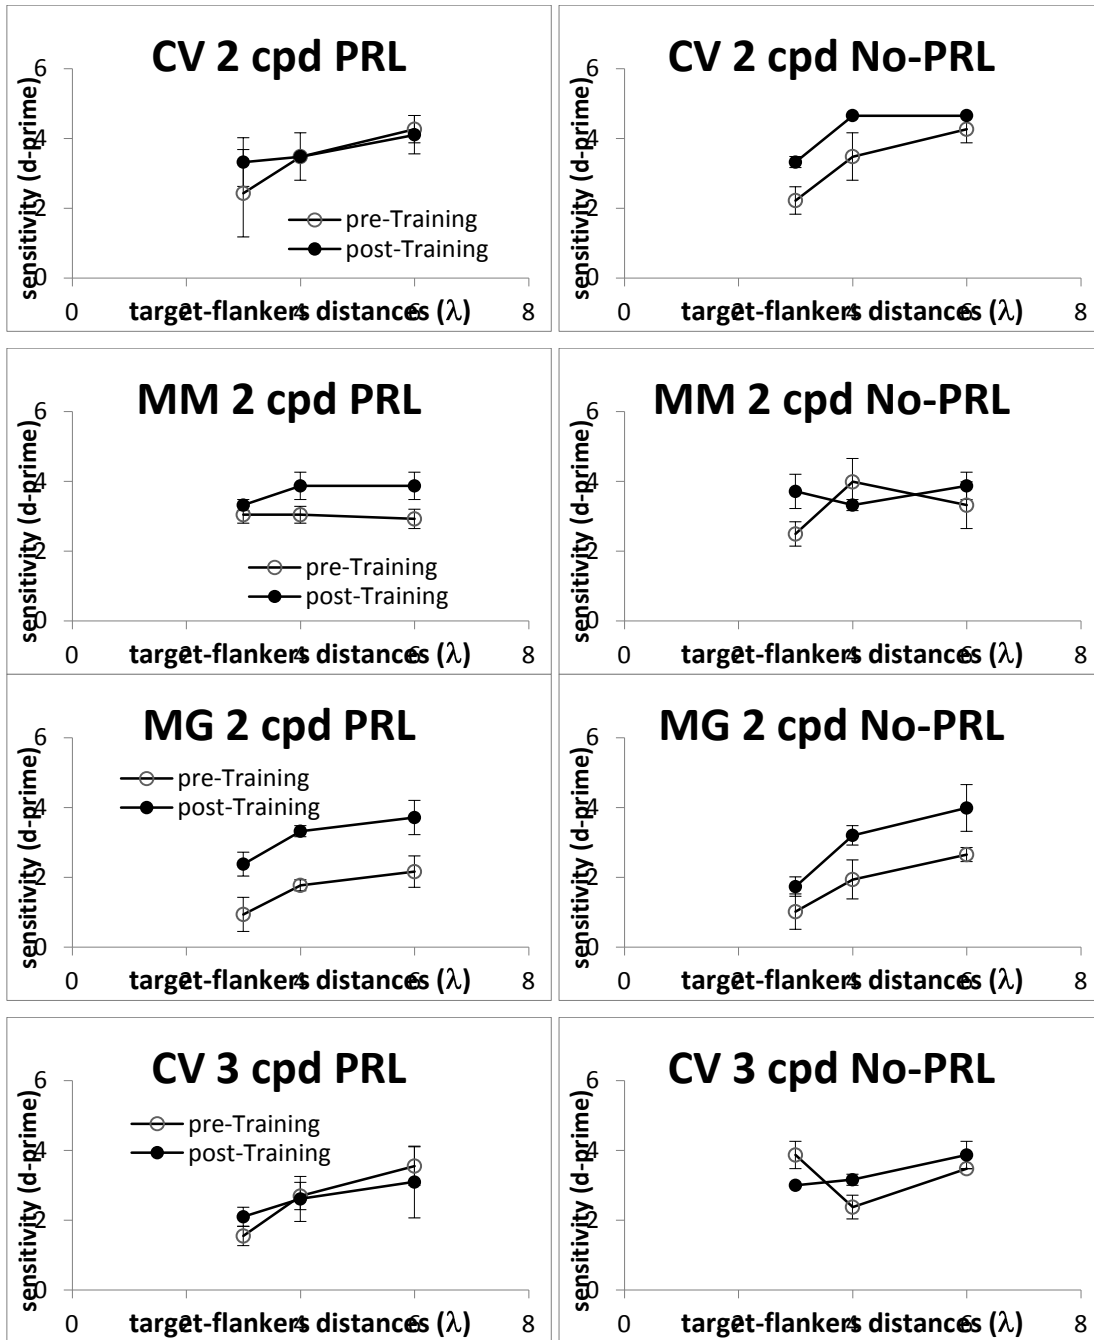 CV 2 cpd PRL
6
4
2
0
sensitivity (d-prime)
pre-Training
post-Training
0 2 4 6 8
target-flankers distances (λ)
CV 2 cpd No-PRL
6
4
2
0
sensitivity (d-prime)
0 2 4 6 8
target-flankers distances (λ)
MM 2 cpd PRL
6
4
2
0
sensitivity (d-prime)
pre-Training
post-Training
0 2 4 6 8
target-flankers distances (λ)
MM 2 cpd No-PRL
6
4
2
0
sensitivity (d-prime)
0 2 4 6 8
target-flankers distances (λ)
MG 2 cpd PRL
6
4
2
0
sensitivity (d-prime)
pre-Training
post-Training
0 2 4 6 8
target-flankers distances (λ)
MG 2 cpd No-PRL
6
4
2
0
sensitivity (d-prime)
0 2 4 6 8
target-flankers distances (λ)
CV 3 cpd PRL
6
4
2
0
sensitivity (d-prime)
pre-Training
post-Training
0 2 4 6 8
target-flankers distances (λ)
CV 3 cpd No-PRL
6
4
2
0
sensitivity (d-prime)
0 2 4 6 8
target-flankers distances (λ)